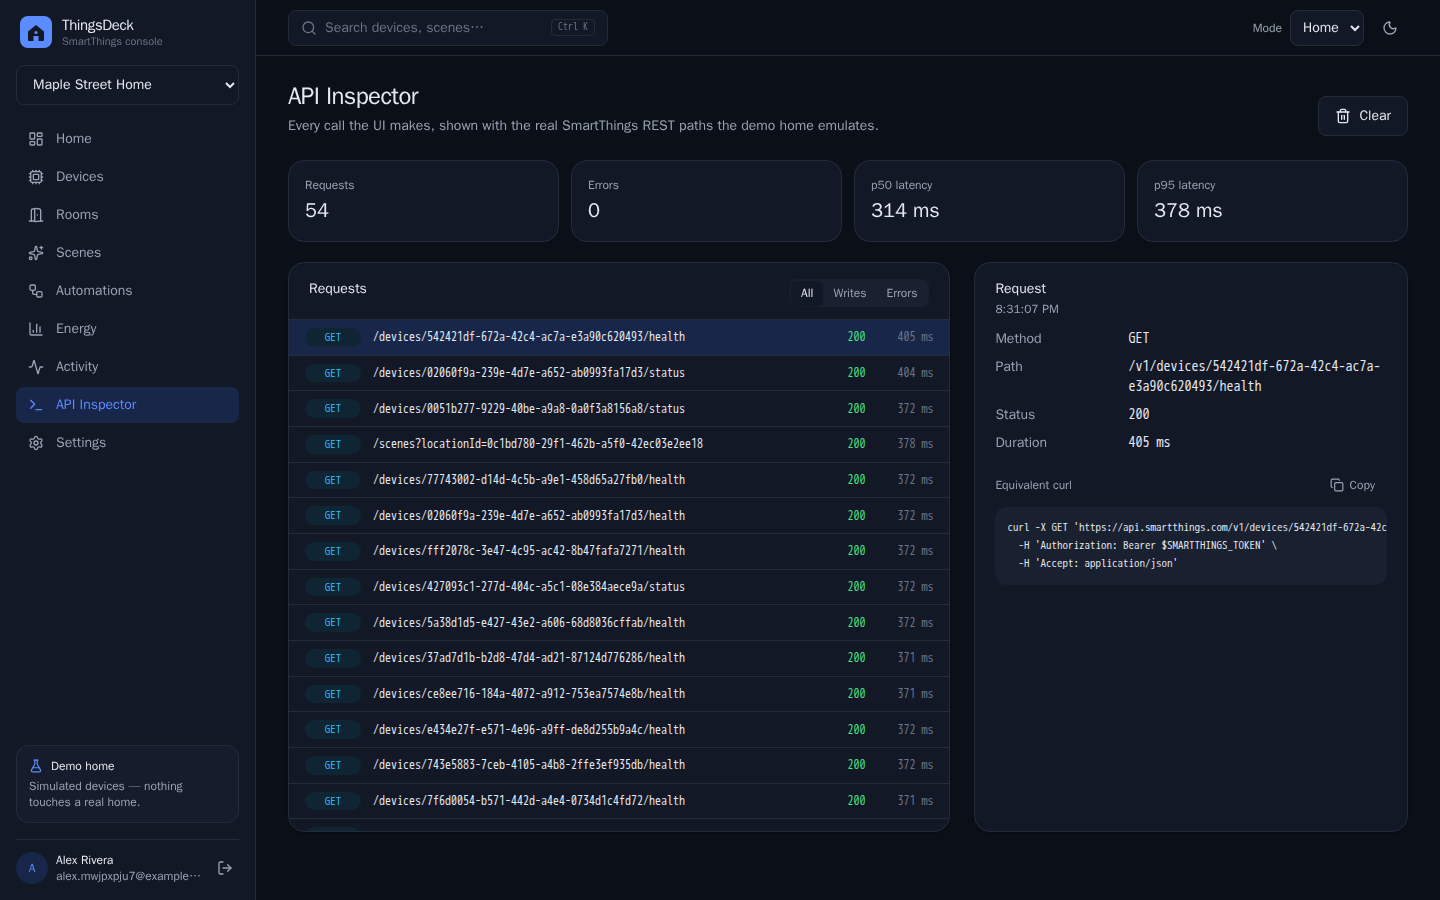 ThingsDeck
SmartThings console
Maple Street Home
Home
Devices
Rooms
Scenes
Automations
Energy
Activity
API Inspector
Settings
Demo home
Simulated devices — nothing
touches a real home.
A
Alex Rivera
alex.mwjpxpju7@example···
Search devices, scenes···
Ctrl K
Mode
Home
API Inspector
Every call the UI makes, shown with the real SmartThings REST paths the demo home emulates.
Clear
Requests
54
Errors
0
p50 latency
314 ms
p95 latency
378 ms
Requests
All Writes Errors
GET /devices/542421df-672a-42c4-ac7a-e3a90c620493/health 200 405 ms
GET /devices/02060f9a-239e-4d7e-a652-ab0993fa17d3/status 200 404 ms
GET /devices/0051b277-9229-40be-a9a8-0a0f3a8156a8/status 200 372 ms
GET /scenes?locationId=0c1bd780-29f1-462b-a5f0-42ec03e2ee18 200 378 ms
GET /devices/77743002-d14d-4c5b-a9e1-458d65a27fb0/health 200 372 ms
GET /devices/02060f9a-239e-4d7e-a652-ab0993fa17d3/health 200 372 ms
GET /devices/fff2078c-3e47-4c95-ac42-8b47fafa7271/health 200 372 ms
GET /devices/427093c1-277d-404c-a5c1-08e384aece9a/status 200 372 ms
GET /devices/5a38d1d5-e427-43e2-a606-68d8036cffab/health 200 372 ms
GET /devices/37ad7d1b-b2d8-47d4-ad21-87124d776286/health 200 371 ms
GET /devices/ce8ee716-184a-4072-a912-753ea7574e8b/health 200 371 ms
GET /devices/e434e27f-e571-4e96-a9ff-de8d255b9a4c/health 200 372 ms
GET /devices/743e5883-7ceb-4105-a4b8-2ffe3ef935db/health 200 372 ms
GET /devices/7f6d0054-b571-442d-a4e4-0734d1c4fd72/health 200 371 ms
Request
8:31:07 PM
Method GET
Path /v1/devices/542421df-672a-42c4-ac7a-
e3a90c620493/health
Status 200
Duration 405 ms
Equivalent curl
Copy
curl -X GET 'https://api.smartthings.com/v1/devices/542421df-672a-42c
-H 'Authorization: Bearer $SMARTTHINGS_TOKEN' \
-H 'Accept: application/json'